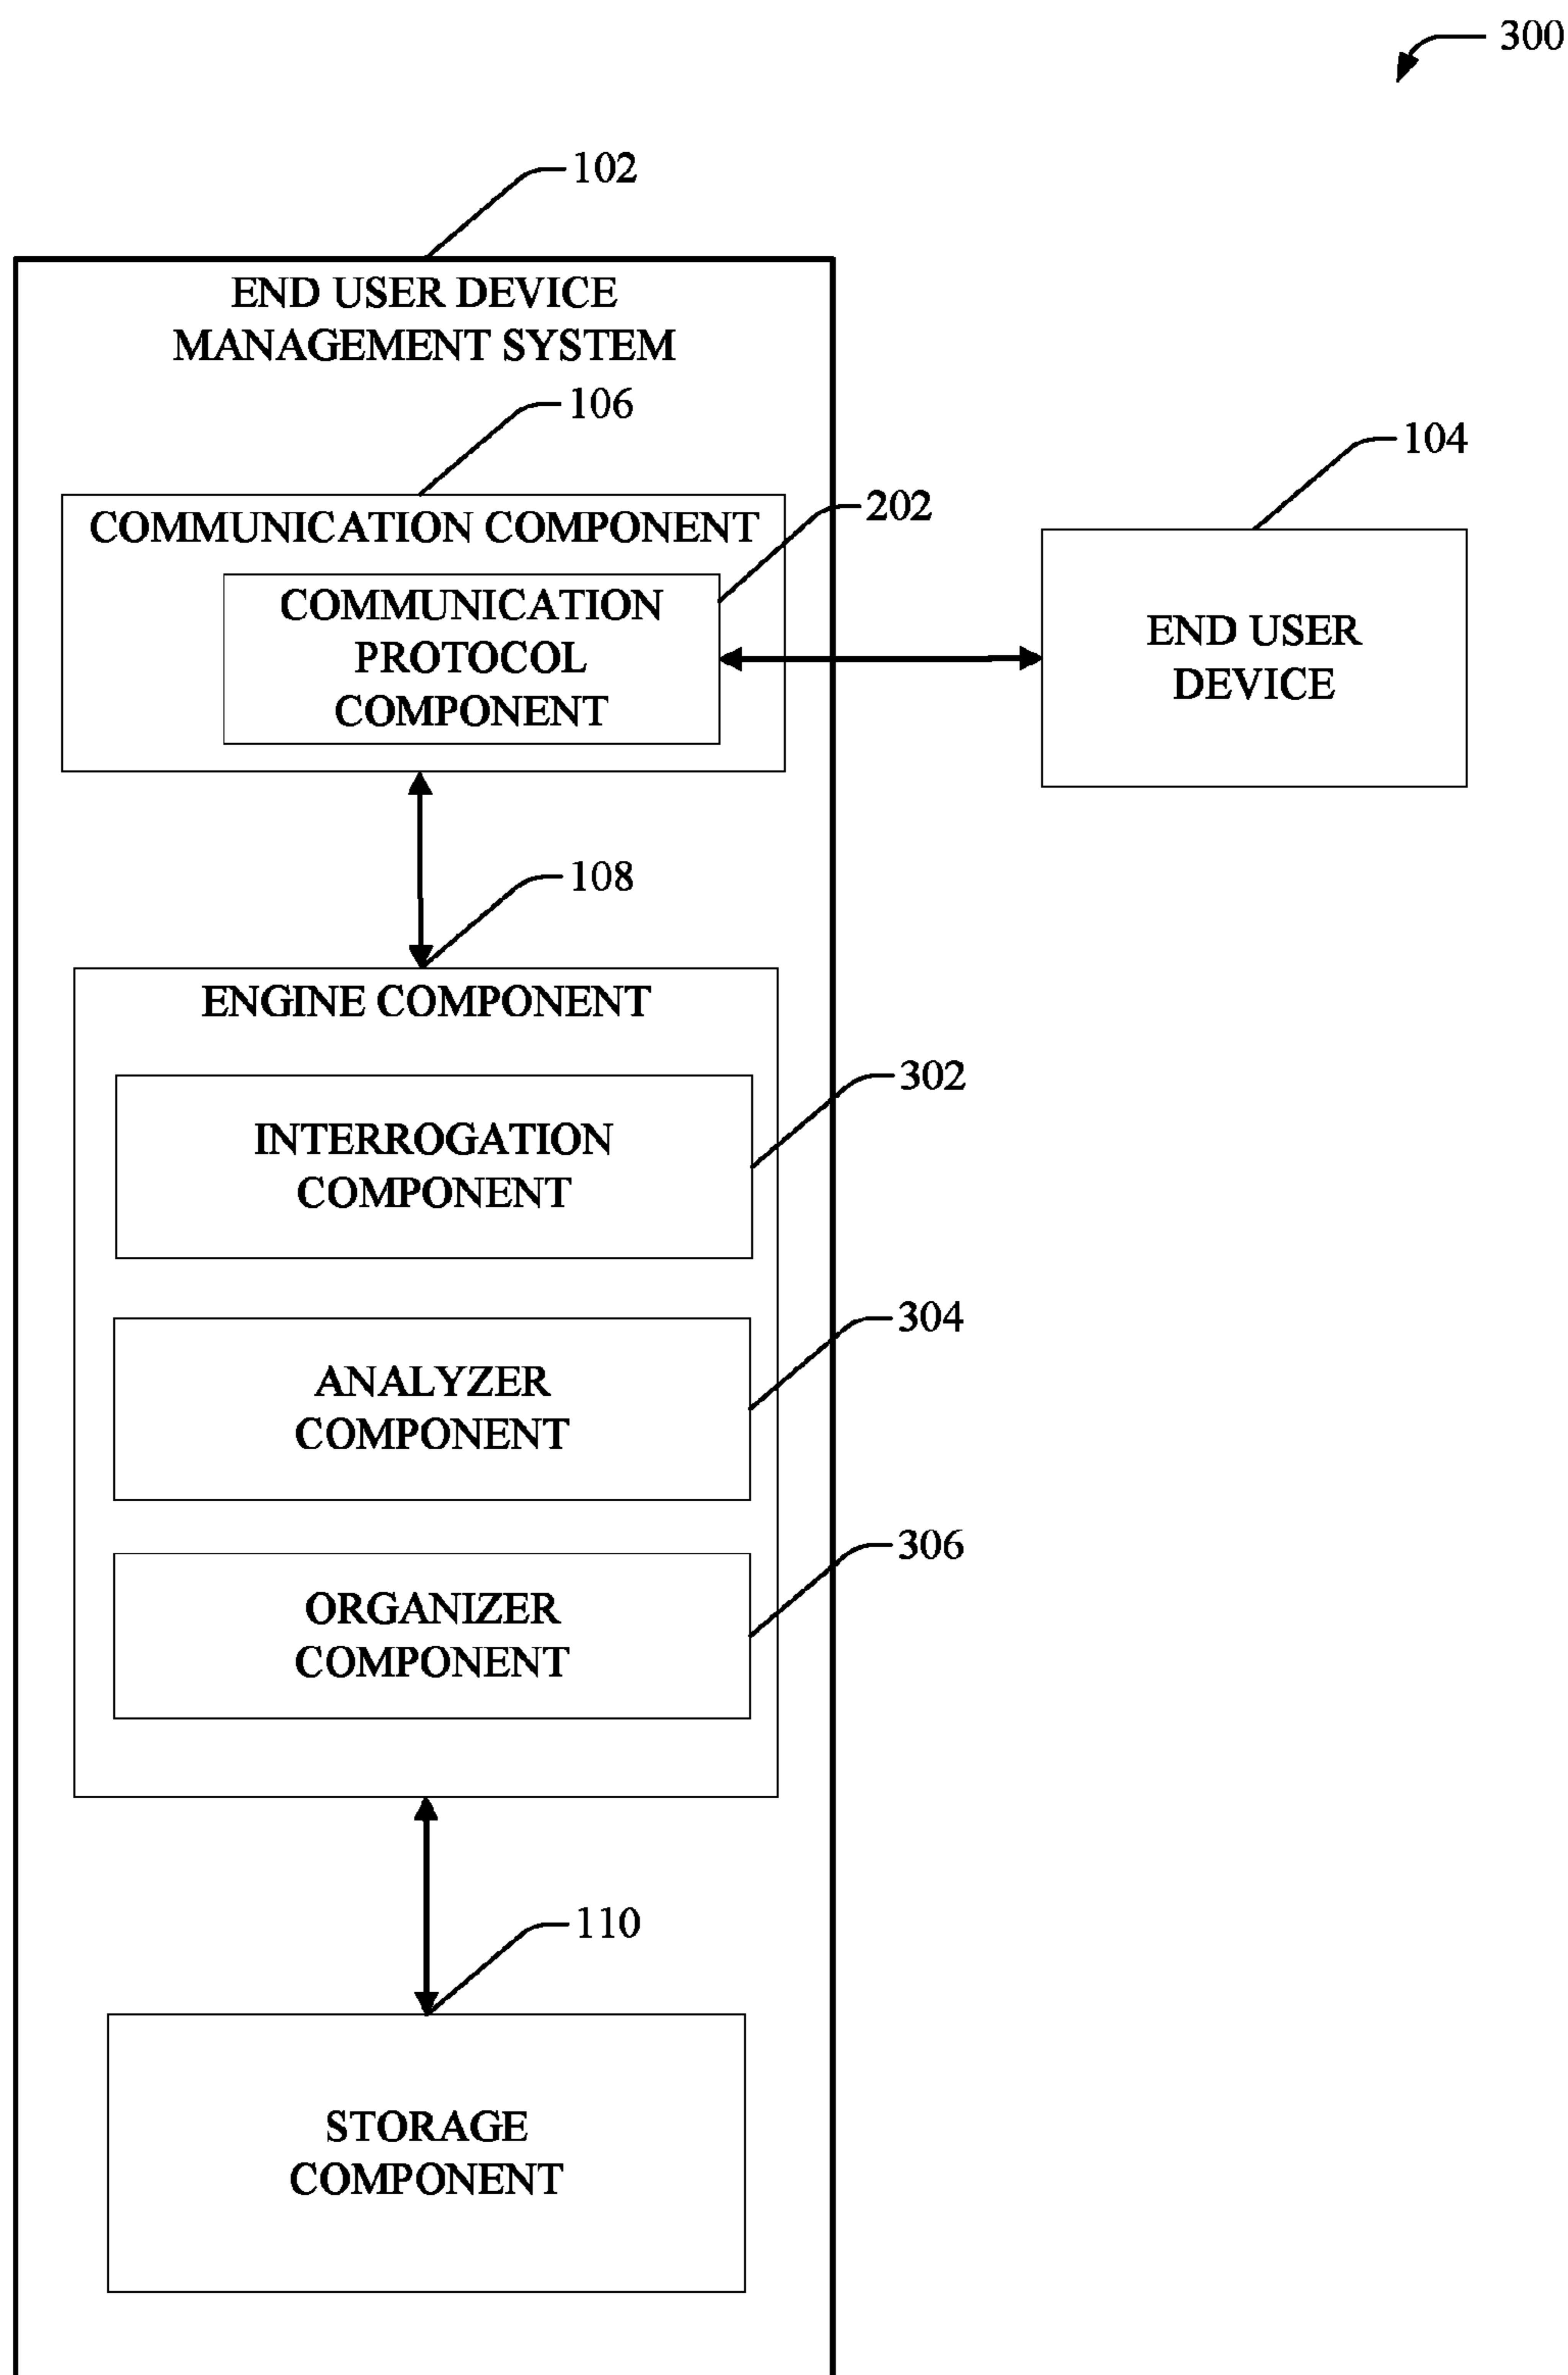 300
102
END USER DEVICE
MANAGEMENT SYSTEM
106
104
COMMUNICATION COMPONENT
202
COMMUNICATION
PROTOCOL
COMPONENT
END USER
DEVICE
108
ENGINE COMPONENT
302
INTERROGATION
COMPONENT
304
ANALYZER
COMPONENT
306
ORGANIZER
COMPONENT
110
STORAGE
COMPONENT